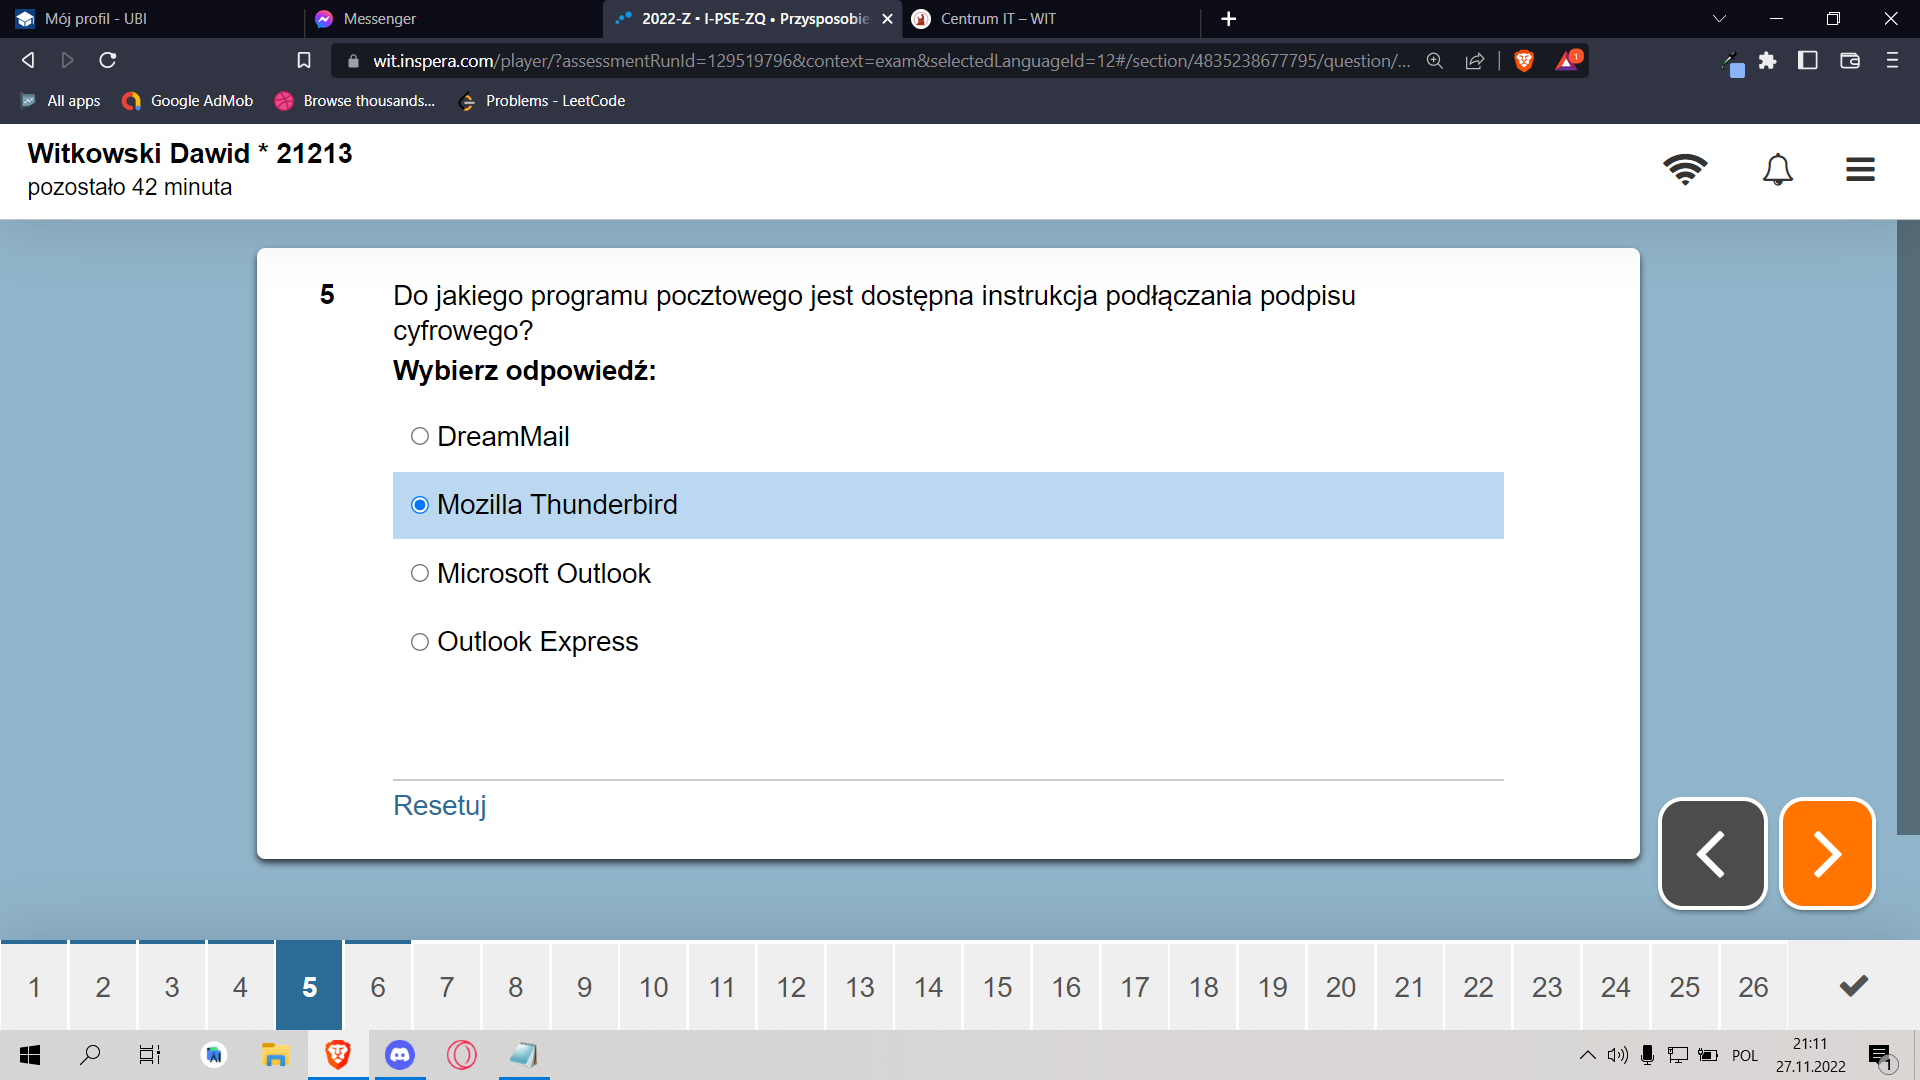 Mój profil - UBI
Messenger
2022-Z • I-PSE-ZQ • Przysposobie
Centrum IT – WIT
wit.inspera.com/player/?assessmentRunId=129519796&context=exam&selectedLanguageId=12#/section/4835238677795/question/...
1
All apps
Google AdMob
Browse thousands...
Problems - LeetCode
Witkowski Dawid * 21213
pozostało 42 minuta
5
Do jakiego programu pocztowego jest dostępna instrukcja podłączania podpisu
cyfrowego?
Wybierz odpowiedź:
DreamMail
Mozilla Thunderbird
Microsoft Outlook
Outlook Express
Resetuj
1 2 3 4 5 6 7 8 9 10 11 12 13 14 15 16 17 18 19 20 21 22 23 24 25 26
POL
21:11
27.11.2022
1